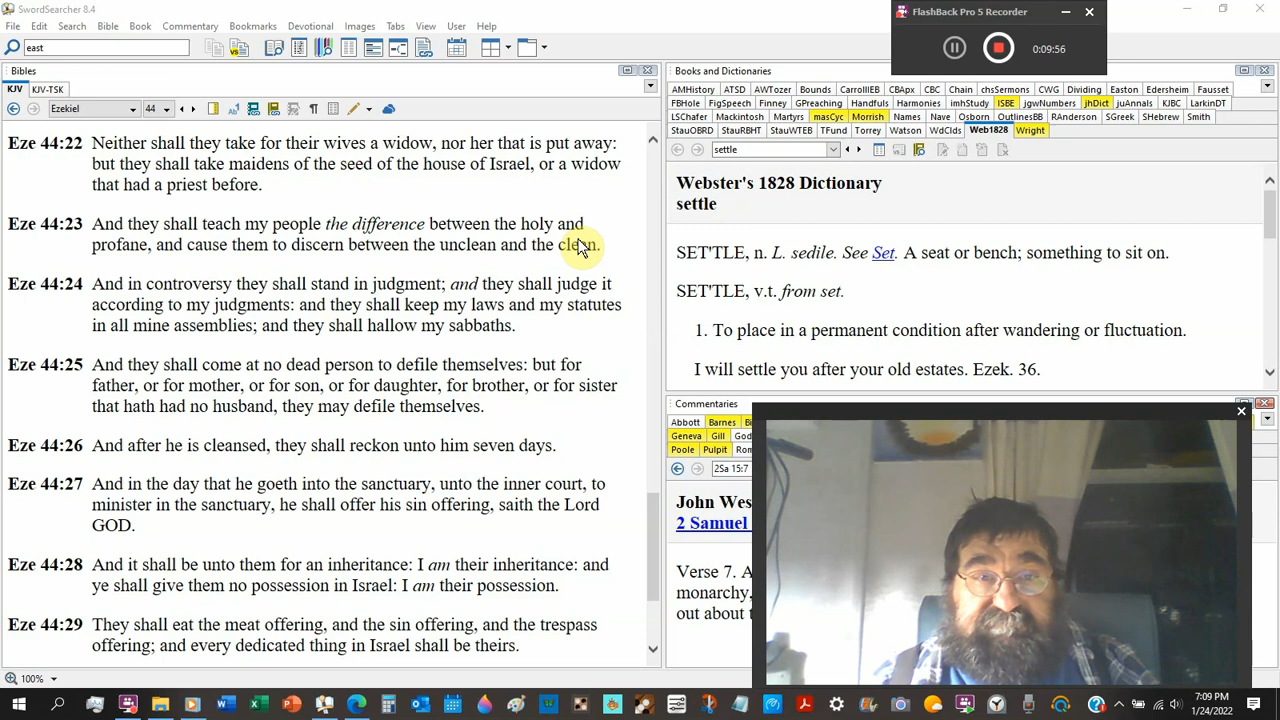 SwordSearcher 8.4
FlashBack Pro 5 Recorder
0:09:56
File Edit Search Bible Book Commentary Bookmarks Devotional Images Tabs View User Help
east
Bibles
KJV KJV-TSK
Ezekiel 44
Eze 44:22 Neither shall they take for their wives a widow, nor her that is put away:
but they shall take maidens of the seed of the house of Israel, or a widow
that had a priest before.
Eze 44:23 And they shall teach my people the difference between the holy and
profane, and cause them to discern between the unclean and the clean.
Eze 44:24 And in controversy they shall stand in judgment; and they shall judge it
according to my judgments: and they shall keep my laws and my statutes
in all mine assemblies; and they shall hallow my sabbaths.
Eze 44:25 And they shall come at no dead person to defile themselves: but for
father, or for mother, or for son, or for daughter, for brother, or for sister
that hath had no husband, they may defile themselves.
Eze 44:26 And after he is cleansed, they shall reckon unto him seven days.
Eze 44:27 And in the day that he goeth into the sanctuary, unto the inner court, to
minister in the sanctuary, he shall offer his sin offering, saith the Lord
GOD.
Eze 44:28 And it shall be unto them for an inheritance: I am their inheritance: and
ye shall give them no possession in Israel: I am their possession.
Eze 44:29 They shall eat the meat offering, and the sin offering, and the trespass
offering; and every dedicated thing in Israel shall be theirs.
100%
Books and Dictionaries
AMHistory ATSD AWTozer Bounds CarrollIEB CBApx CBC Chain chsSermons CWG Dividing Easton Edersheim Fausset
FBHole FigSpeech Finney GPreaching Handfuls Harmonies imhStudy ISBE jgwNumbers jhDict juAnnals KJBC LarkinDT
LSChafer Mackintosh Martyrs masCyc Morrish Names Nave Osborn OutlinesBB RAnderson SGreek SHebrew Smith
StauOBRD StauRBHT StauWTEB TFund Torrey Watson WdClds Web1828 Wright
settle
Webster's 1828 Dictionary
settle
SET'TLE, n. L. sedile. See Set. A seat or bench; something to sit on.
SET'TLE, v.t. from set.
1. To place in a permanent condition after wandering or fluctuation.
I will settle you after your old estates. Ezek. 36.
Commentaries
Abbott Barnes
Geneva Gill
Poole Pulpit
2Sa 15:7
John Wes
2 Samuel
Verse 7. A
monarchy,
out about
7:09 PM
1/24/2022